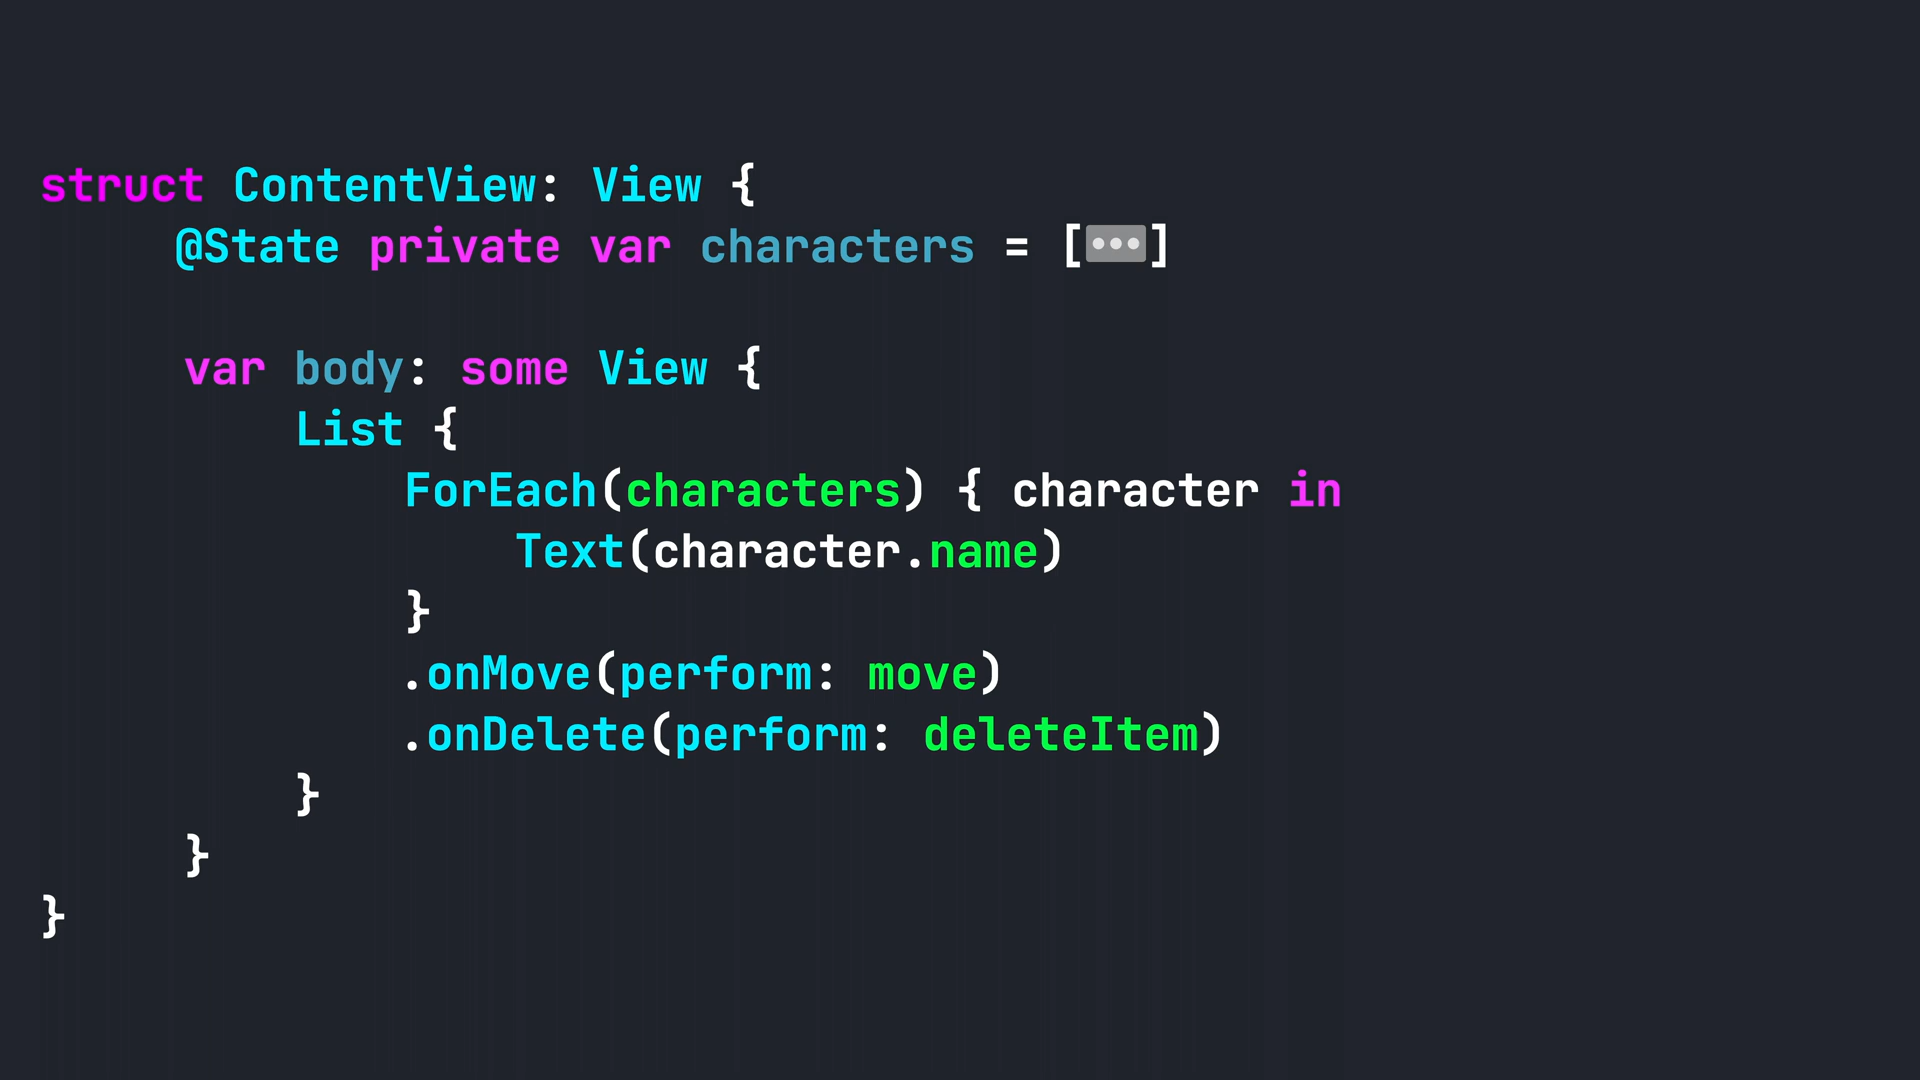 struct ContentView: View {
@State private var characters = [•••]
var body: some View {
List {
ForEach(characters) { character in
Text(character.name)
}
.onMove(perform: move)
.onDelete(perform: deleteItem)
}
}
}